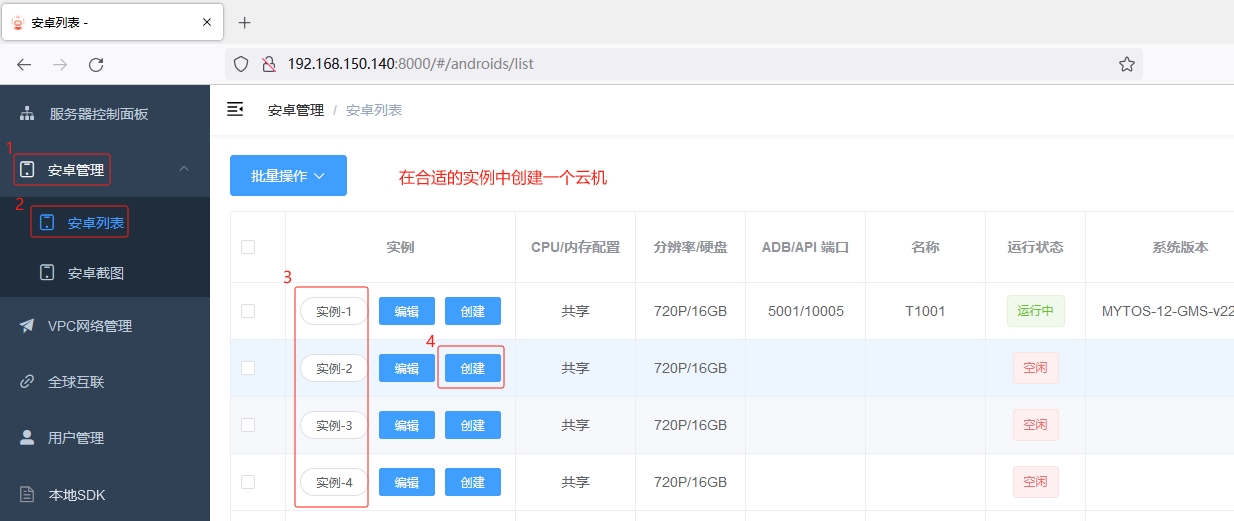 安卓列表 -
192.168.150.140:8000/#/androids/list
服务器控制面板
安卓管理 / 安卓列表
1
安卓管理
批量操作
在合适的实例中创建一个云机
2
安卓列表
安卓截图
VPC网络管理
全球互联
用户管理
本地SDK
实例 CPU/内存配置 分辨率/硬盘 ADB/API 端口 名称 运行状态 系统版本
3
实例-1 编辑 创建 共享 720P/16GB 5001/10005 T1001 运行中 MYTOS-12-GMS-v22
4
实例-2 编辑 创建 共享 720P/16GB 空闲
实例-3 编辑 创建 共享 720P/16GB 空闲
实例-4 编辑 创建 共享 720P/16GB 空闲